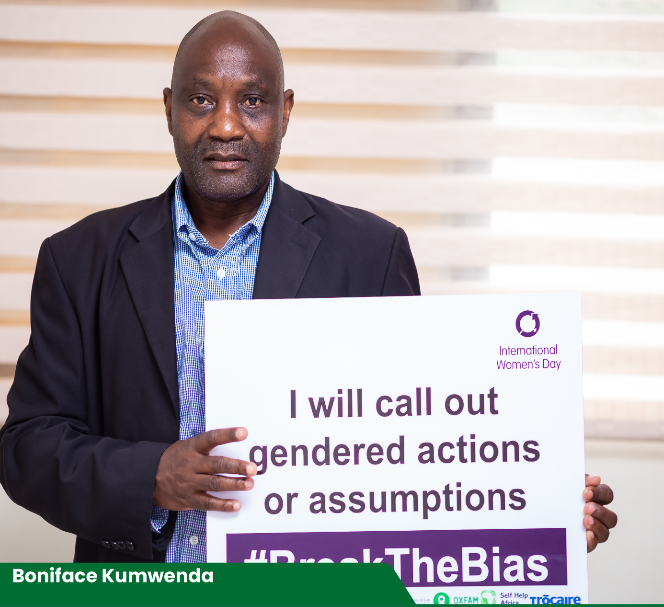 International
Women's Day
I will call out
gendered actions
or assumptions
#BreakTheBias
Boniface Kumwenda
OXFAM
Self Help
Africa
Trócaire